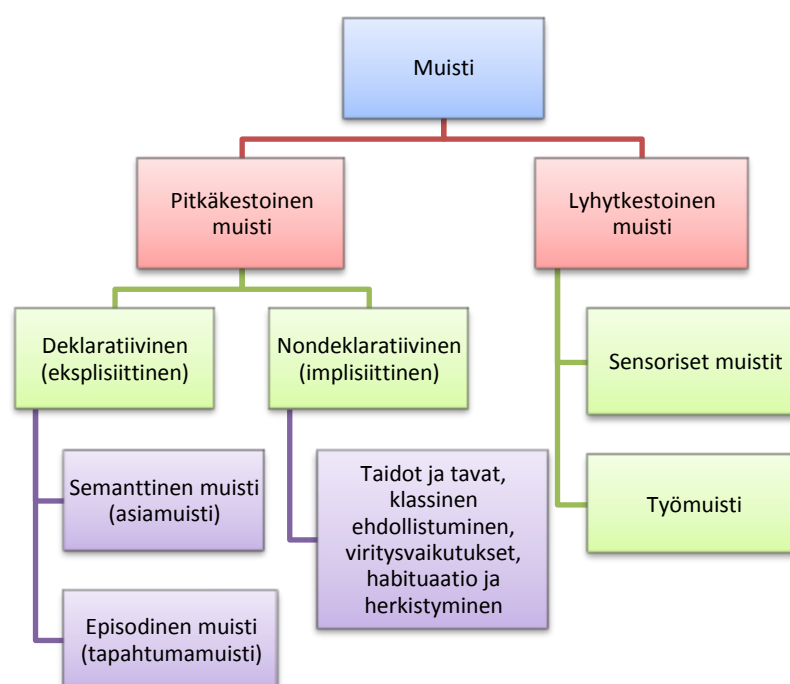 Muisti
Pitkäkestoinen
muisti
Lyhytkestoinen
muisti
Deklaratiivinen
(eksplisiittinen)
Nondeklaratiivinen
(implisiittinen)
Sensoriset muistit
Semanttinen muisti
(asiamuisti)
Taidot ja tavat,
klassinen
ehdollistuminen,
viritysvaikutukset,
habituaatio ja
herkistyminen
Työmuisti
Episodinen muisti
(tapahtumamuisti)